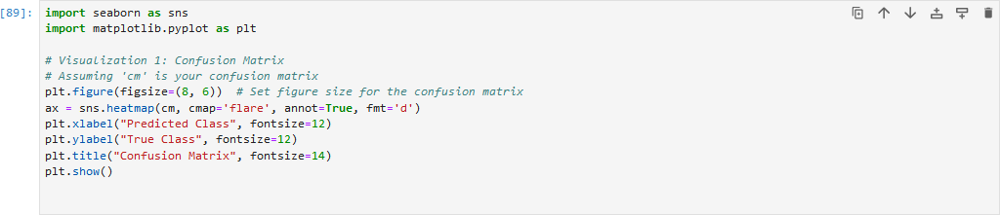 [89]:
import seaborn as sns
import matplotlib.pyplot as plt
# Visualization 1: Confusion Matrix
# Assuming 'cm' is your confusion matrix
plt.figure(figsize=(8, 6))  # Set figure size for the confusion matrix
ax = sns.heatmap(cm, cmap='flare', annot=True, fmt='d')
plt.xlabel("Predicted Class", fontsize=12)
plt.ylabel("True Class", fontsize=12)
plt.title("Confusion Matrix", fontsize=14)
plt.show()